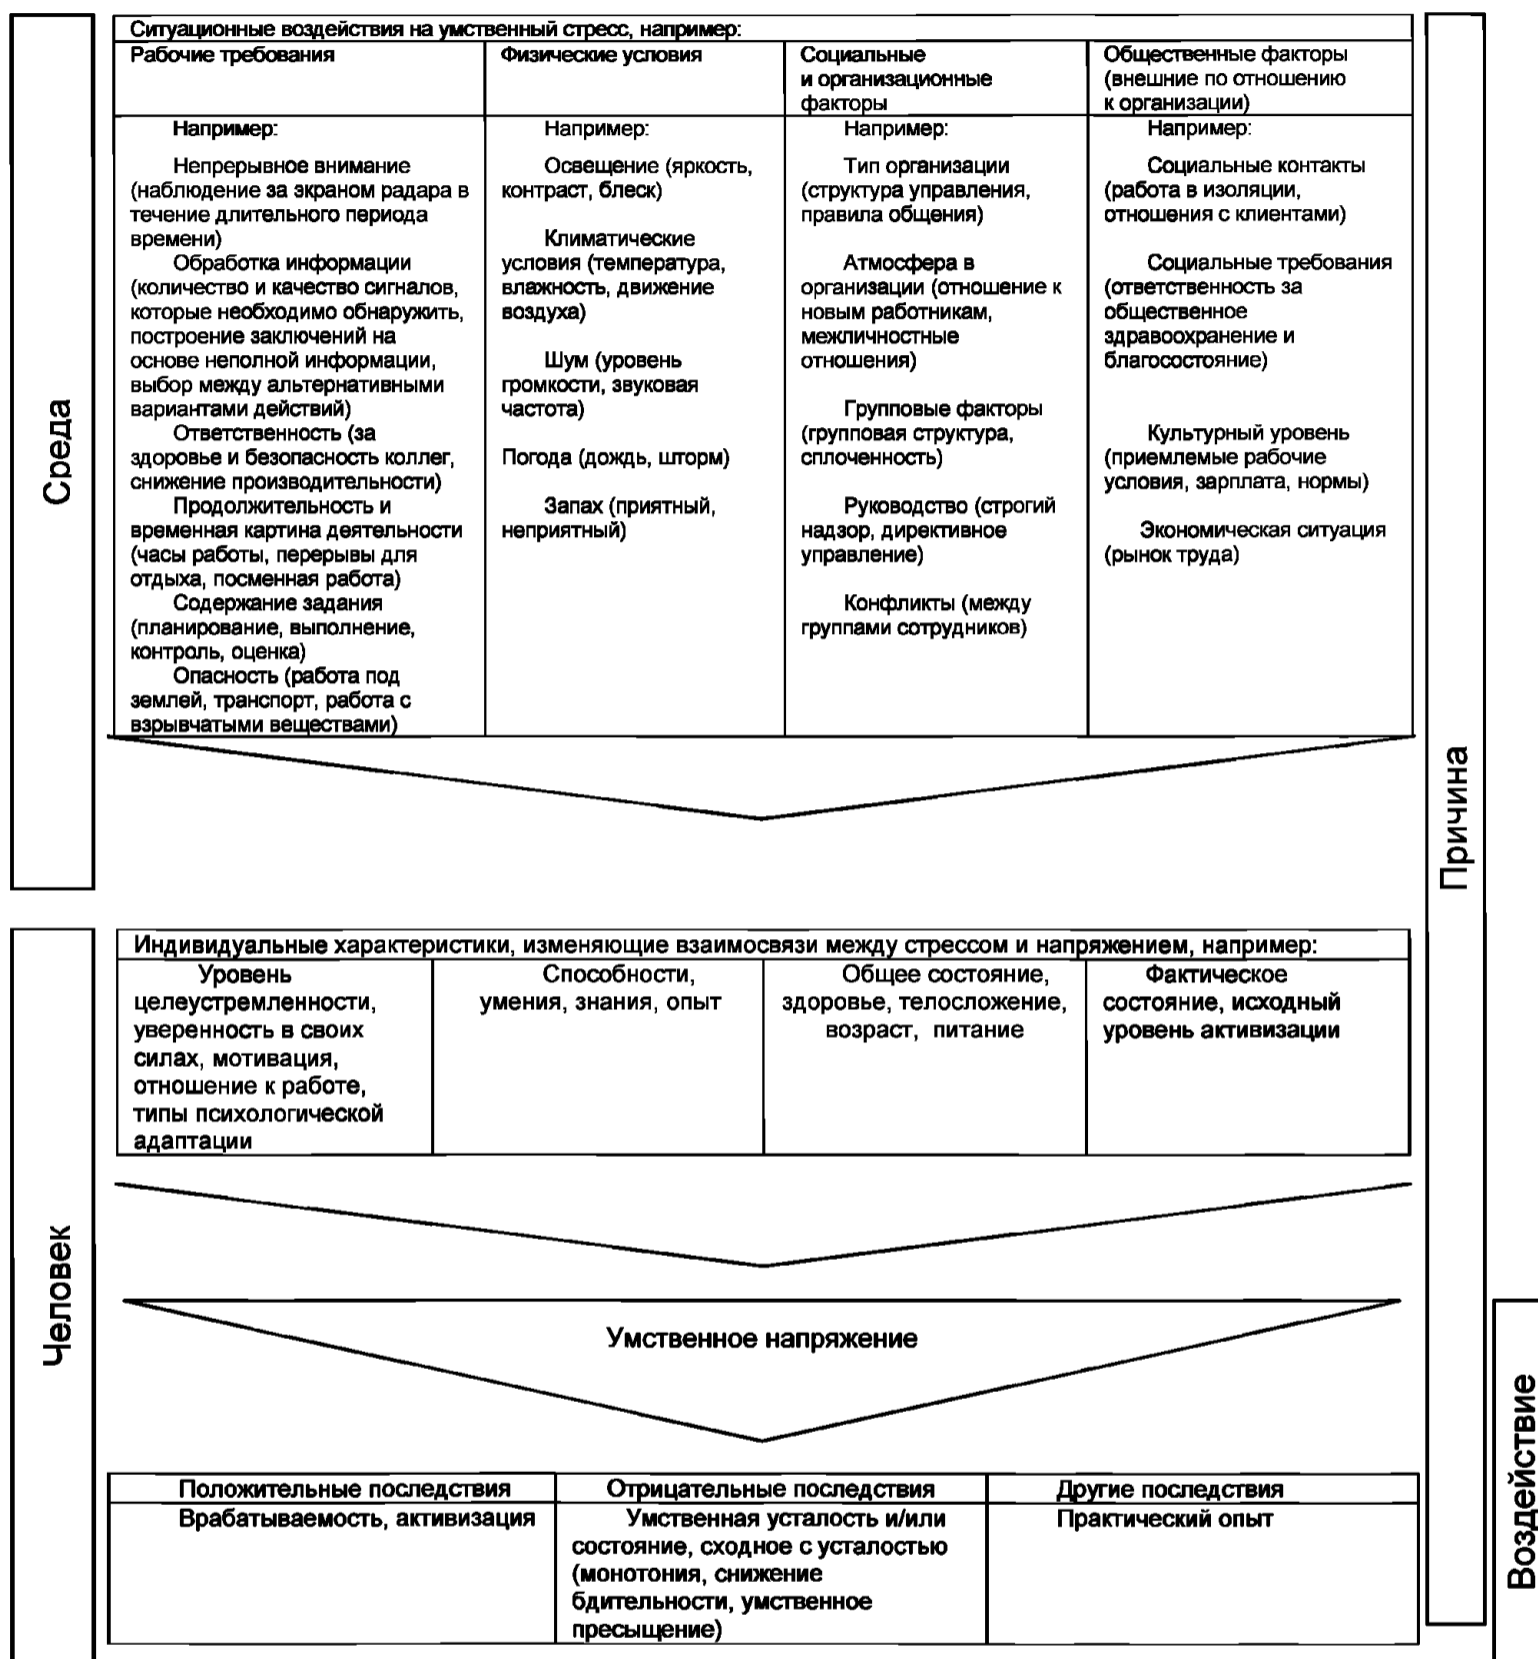 Среда
Ситуационные воздействия на умственный стресс, например:
Рабочие требования
Например:
Непрерывное внимание
(наблюдение за экраном радара в
течение длительного периода
времени)
Обработка информации
(количество и качество сигналов,
которые необходимо обнаружить,
построение заключений на
основе неполной информации,
выбор между альтернативными
вариантами действий)
Ответственность (за
здоровье и безопасность коллег,
снижение производительности)
Продолжительность и
временная картина деятельности
(часы работы, перерывы для
отдыха, посменная работа)
Содержание задания
(планирование, выполнение,
контроль, оценка)
Опасность (работа под
землей, транспорт, работа с
взрывчатыми веществами)
Физические условия
Например:
Освещение (яркость,
контраст, блеск)
Климатические
условия (температура,
влажность, движение
воздуха)
Шум (уровень
громкости, звуковая
частота)
Погода (дождь, шторм)
Запах (приятный,
неприятный)
Социальные
и организационные
факторы
Например:
Тип организации
(структура управления,
правила общения)
Атмосфера в
организации (отношение к
новым работникам,
межличностные
отношения)
Групповые факторы
(групповая структура,
сплоченность)
Руководство (строгий
надзор, директивное
управление)
Конфликты (между
группами сотрудников)
Общественные факторы
(внешние по отношению
к организации)
Например:
Социальные контакты
(работа в изоляции,
отношения с клиентами)
Социальные требования
(ответственность за
общественное
здравоохранение и
благосостояние)
Культурный уровень
(приемлемые рабочие
условия, зарплата, нормы)
Экономическая ситуация
(рынок труда)
Причина
Человек
Индивидуальные характеристики, изменяющие взаимосвязи между стрессом и напряжением, например:
Уровень
целеустремленности,
уверенность в своих
силах, мотивация,
отношение к работе,
типы психологической
адаптации
Способности,
умения, знания, опыт
Общее состояние,
здоровье, телосложение,
возраст, питание
Фактическое
состояние, исходный
уровень активизации
Умственное напряжение
Воздействие
Положительные последствия
Врабатываемость, активизация
Отрицательные последствия
Умственная усталость и/или
состояние, сходное с усталостью
(монотония, снижение
бдительности, умственное
пресыщение)
Другие последствия
Практический опыт